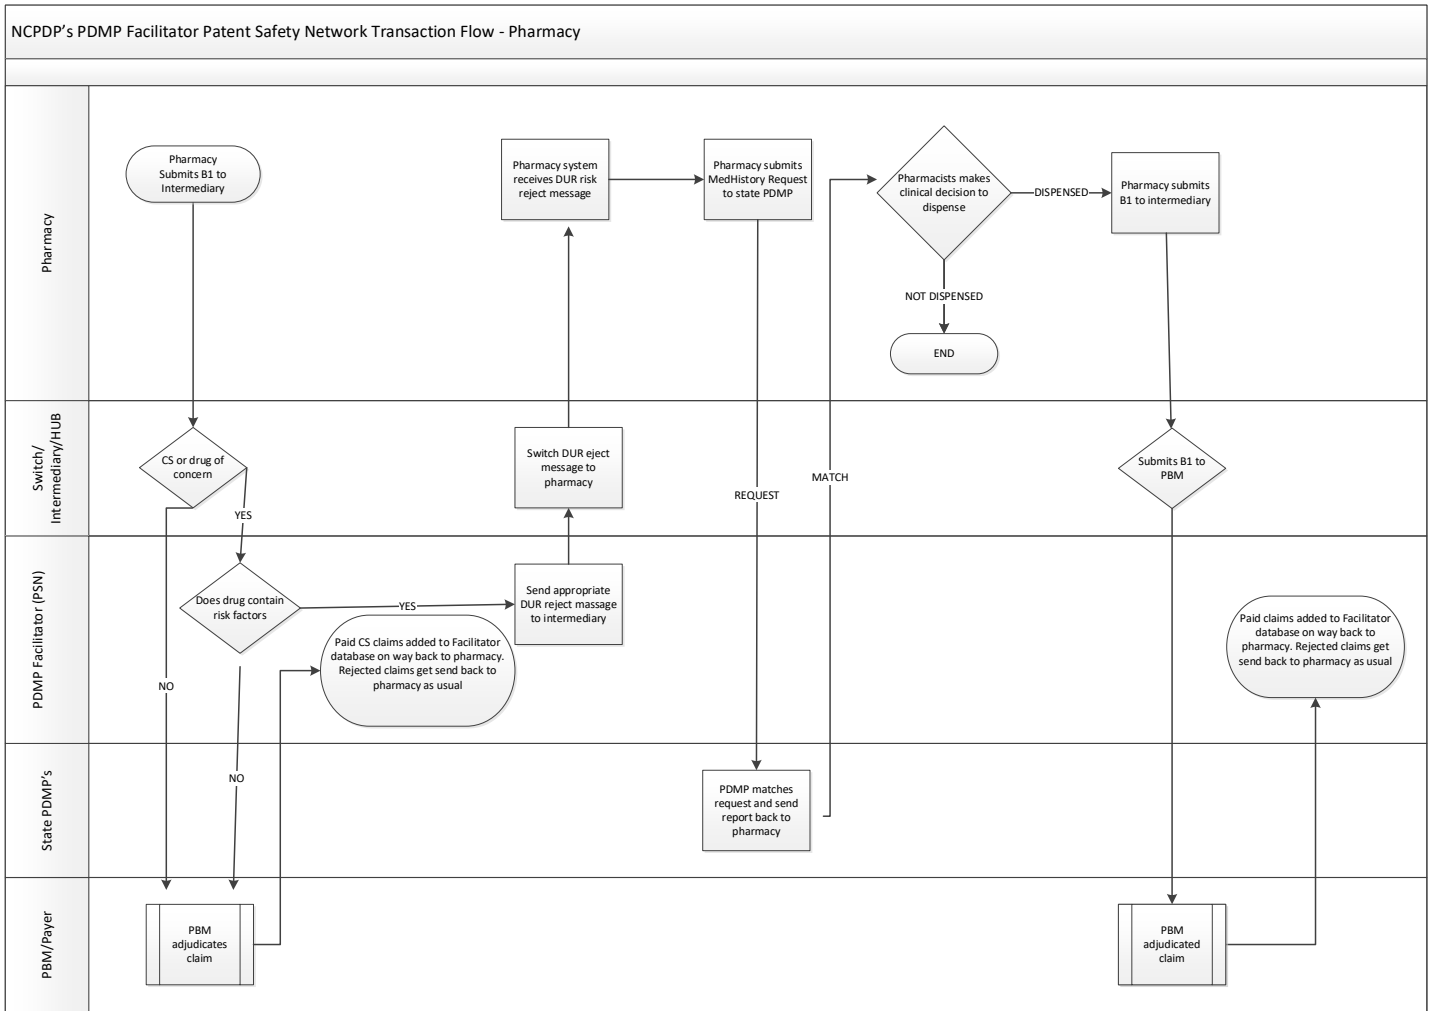 NCPDP's PDMP Facilitator Patent Safety Network Transaction Flow - Pharmacy
Pharmacy
Pharmacy
Submits B1 to
Intermediary
Pharmacy system
receives DUR risk
reject message
Pharmacy submits
MedHistory Request
to state PDMP
Pharmacists makes
clinical decision to
dispense
DISPENSED
Pharmacy submits
B1 to intermediary
NOT DISPENSED
END
Switch/
Intermediary/HUB
CS or drug of
concern
YES
Switch DUR eject
message to
pharmacy
REQUEST
MATCH
Submits B1 to
PBM
PDMP Facilitator (PSN)
Does drug contain
risk factors
YES
Send appropriate
DUR reject massage
to intermediary
Paid CS claims added to Facilitator
database on way back to pharmacy.
Rejected claims get send back to
pharmacy as usual
Paid claims added to Facilitator
database on way back to
pharmacy. Rejected claims get
send back to pharmacy as usual
NO
State PDMP's
NO
PDMP matches
request and send
report back to
pharmacy
PBM/Payer
PBM
adjudicates
claim
PBM
adjudicated
claim